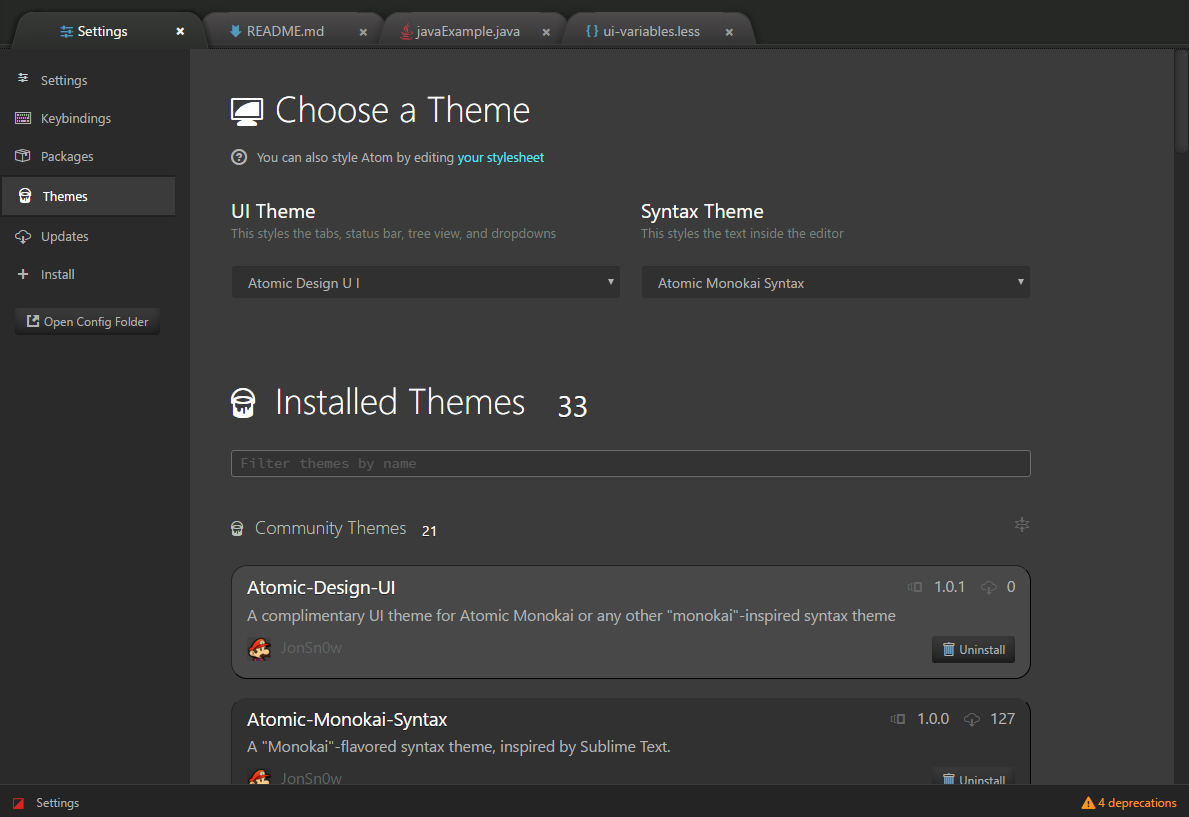 Settings
README.md
javaExample.java
ui-variables.less
Settings
Keybindings
Packages
Themes
Updates
Install
Open Config Folder
Choose a Theme
You can also style Atom by editing your stylesheet
UI Theme
This styles the tabs, status bar, tree view, and dropdowns
Atomic Design U I
Syntax Theme
This styles the text inside the editor
Atomic Monokai Syntax
Installed Themes 33
Filter themes by name
Community Themes 21
Atomic-Design-UI 1.0.1 0
A complimentary UI theme for Atomic Monokai or any other "monokai"-inspired syntax theme
JonSn0w Uninstall
Atomic-Monokai-Syntax 1.0.0 127
A "Monokai"-flavored syntax theme, inspired by Sublime Text.
JonSn0w Uninstall
Settings 4 deprecations